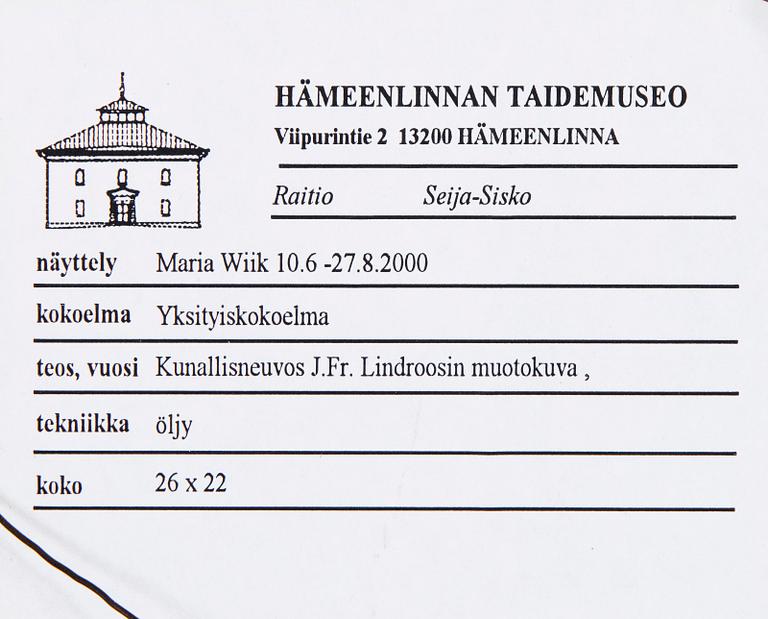 HÄMEENLINNAN TAIDEMUSEO
Viipurintie 2 13200 HÄMEENLINNA
Raitio Seija-Sisko
näyttely Maria Wiik 10.6 -27.8.2000
kokoelma Yksityiskokoelma
teos, vuosi Kunallisneuvos J.Fr. Lindroosin muotokuva ,
tekniikka öljy
koko 26 x 22